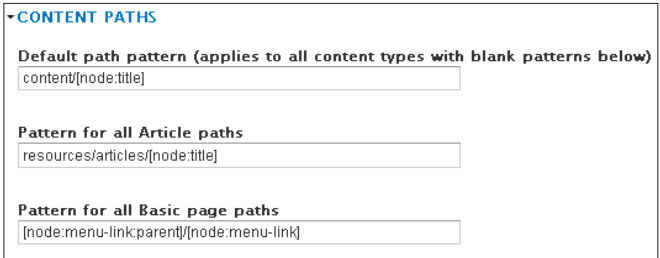 CONTENT PATHS
Default path pattern (applies to all content types with blank patterns below)
content/[node:title]
Pattern for all Article paths
resources/articles/[node:title]
Pattern for all Basic page paths
[node:menu-link:parent]/[node:menu-link]